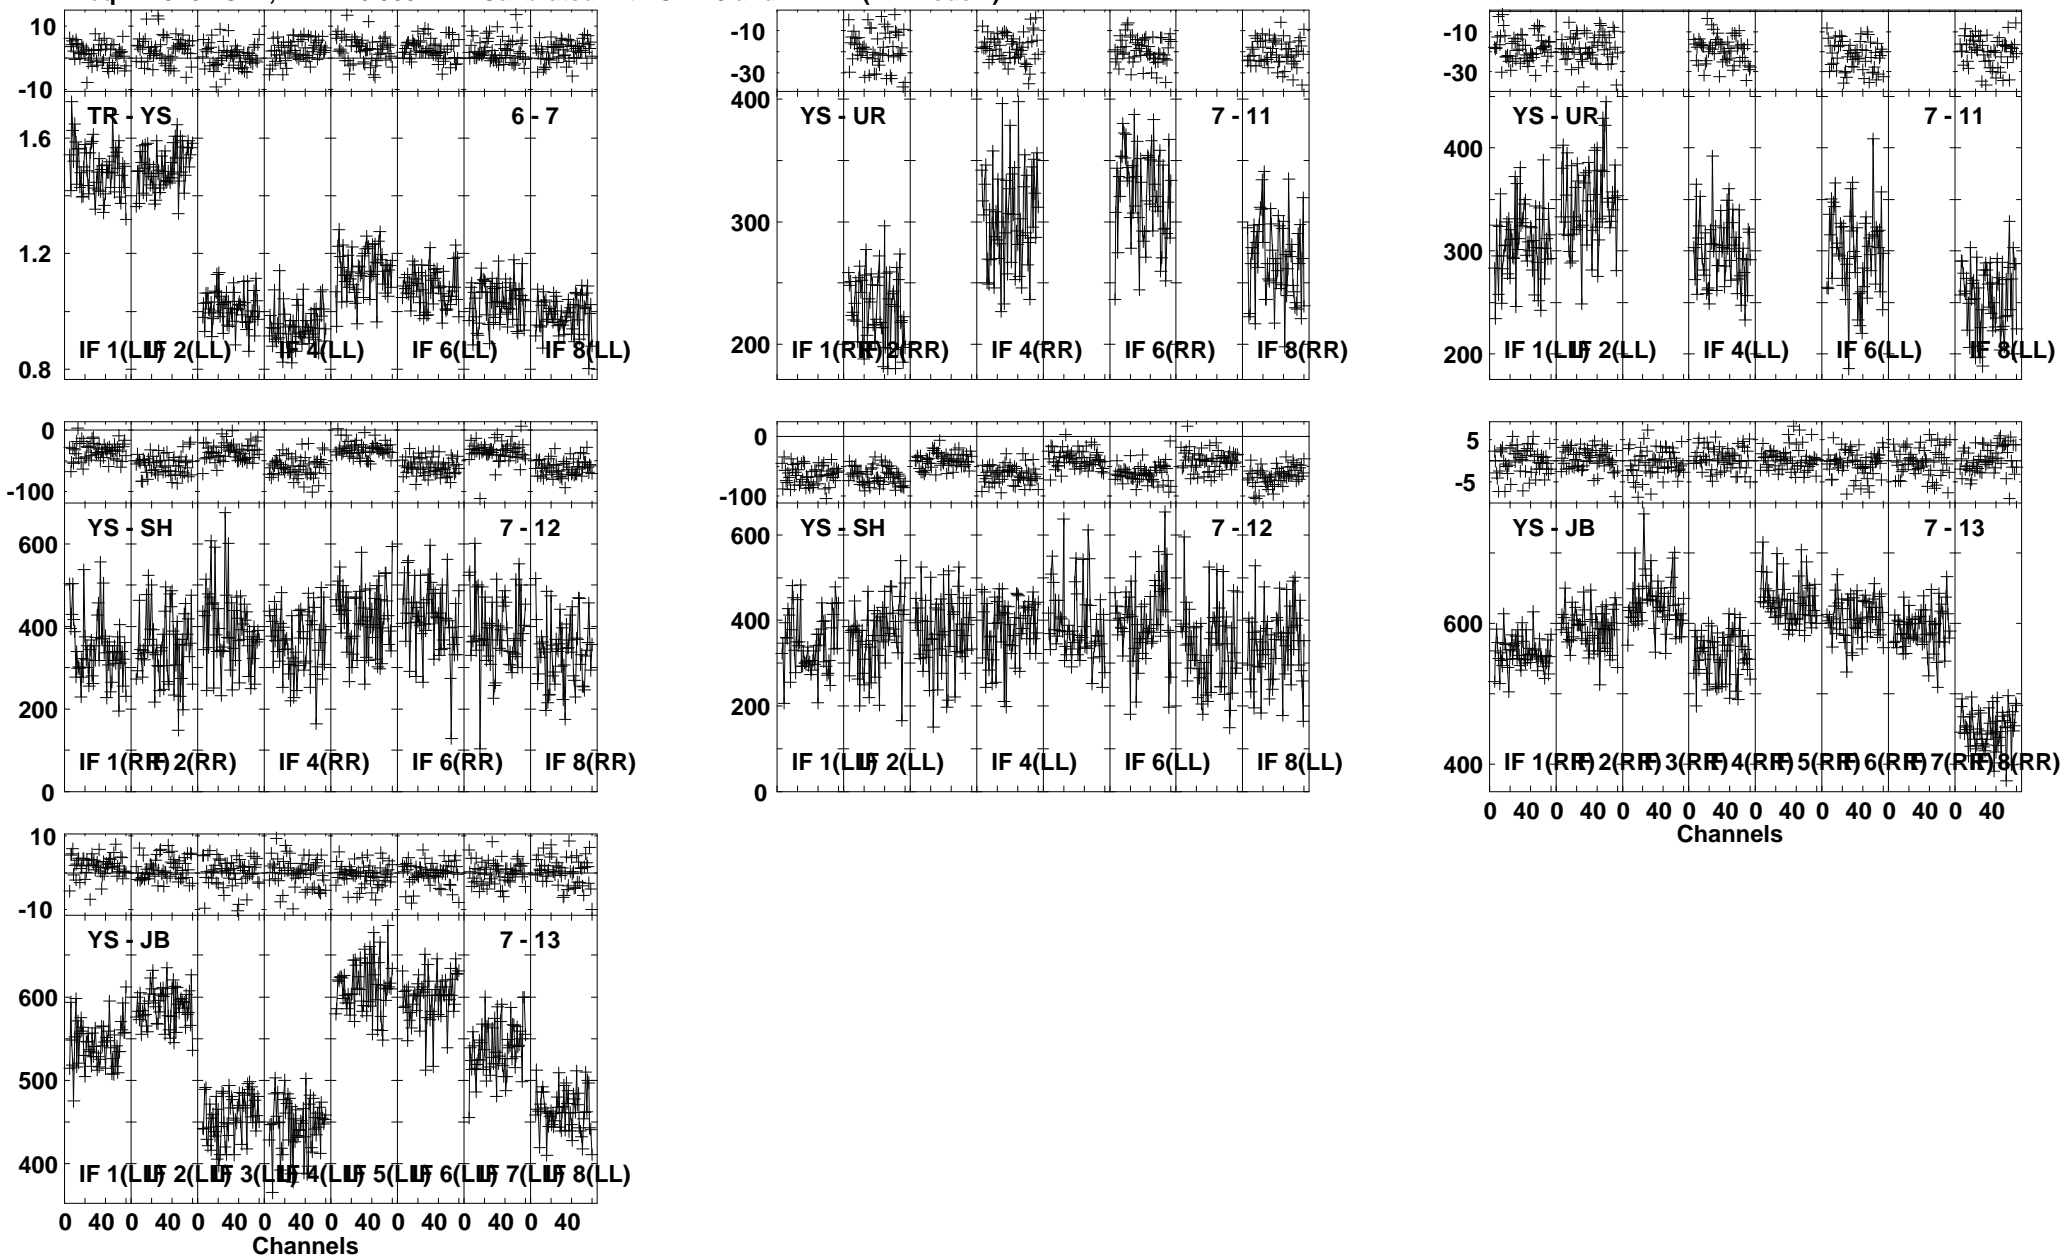 10
-10
TR - YS 6 - 7
1.6
1.2
0.8
IF 1(LL) IF 2(LL) IF 4(LL) IF 6(LL) IF 8(LL)
-10
-30
400
YS - UR 7 - 11
300
200
IF 1(RR) IF 2(RR) IF 4(RR) IF 6(RR) IF 8(RR)
-10
-30
YS - UR 7 - 11
400
300
200
IF 1(LL) IF 2(LL) IF 4(LL) IF 6(LL) IF 8(LL)
0
-100
YS - SH 7 - 12
600
400
200
0
IF 1(RR) IF 2(RR) IF 4(RR) IF 6(RR) IF 8(RR)
0
-100
YS - SH 7 - 12
600
400
200
0
IF 1(LL) IF 2(LL) IF 4(LL) IF 6(LL) IF 8(LL)
5
-5
YS - JB 7 - 13
600
400
IF 1(RR) IF 2(RR) IF 3(RR) IF 4(RR) IF 5(RR) IF 6(RR) IF 7(RR) IF 8(RR)
0 40 0 40 0 40 0 40 0 40 0 40 0 40 0 40
Channels
10
-10
YS - JB 7 - 13
600
500
400
IF 1(LL) IF 2(LL) IF 3(LL) IF 4(LL) IF 5(LL) IF 6(LL) IF 7(LL) IF 8(LL)
0 40 0 40 0 40 0 40 0 40 0 40 0 40 0 40
Channels